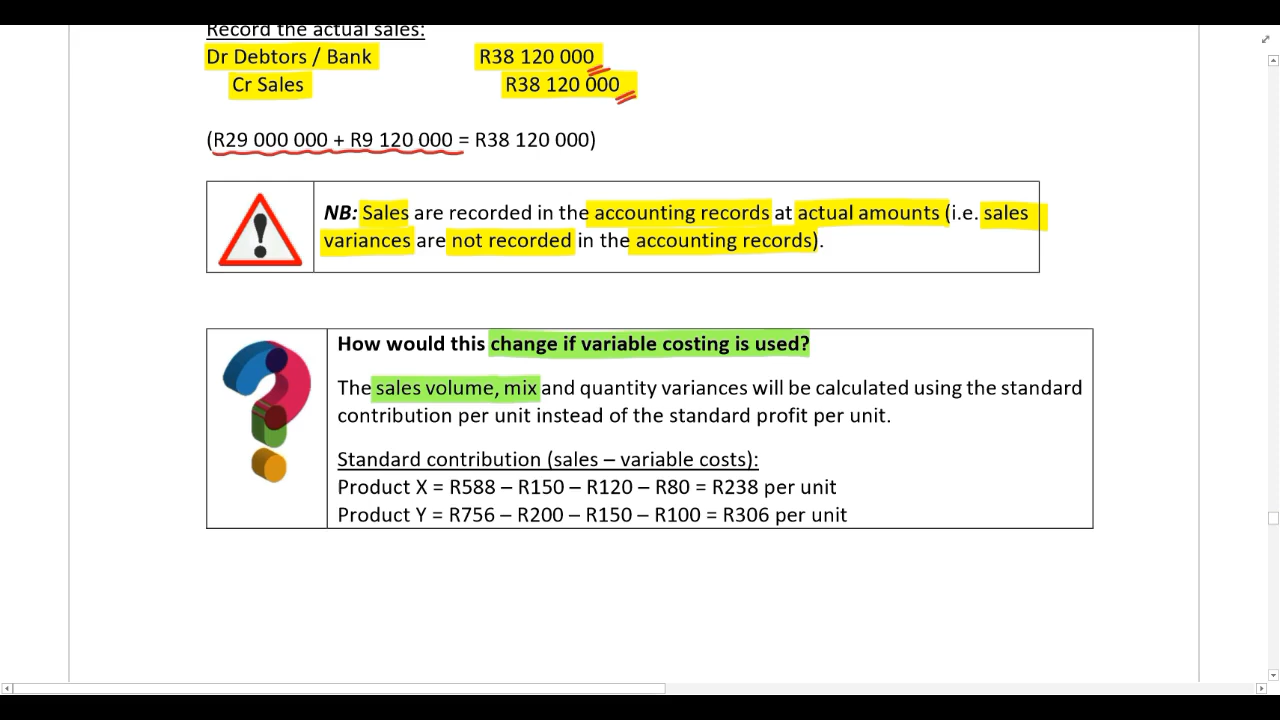 Record the actual sales:
Dr Debtors / Bank R38 120 000
Cr Sales R38 120 000
(R29 000 000 + R9 120 000 = R38 120 000)
NB: Sales are recorded in the accounting records at actual amounts (i.e. sales
variances are not recorded in the accounting records).
How would this change if variable costing is used?
The sales volume, mix and quantity variances will be calculated using the standard
contribution per unit instead of the standard profit per unit.
Standard contribution (sales – variable costs):
Product X = R588 – R150 – R120 – R80 = R238 per unit
Product Y = R756 – R200 – R150 – R100 = R306 per unit